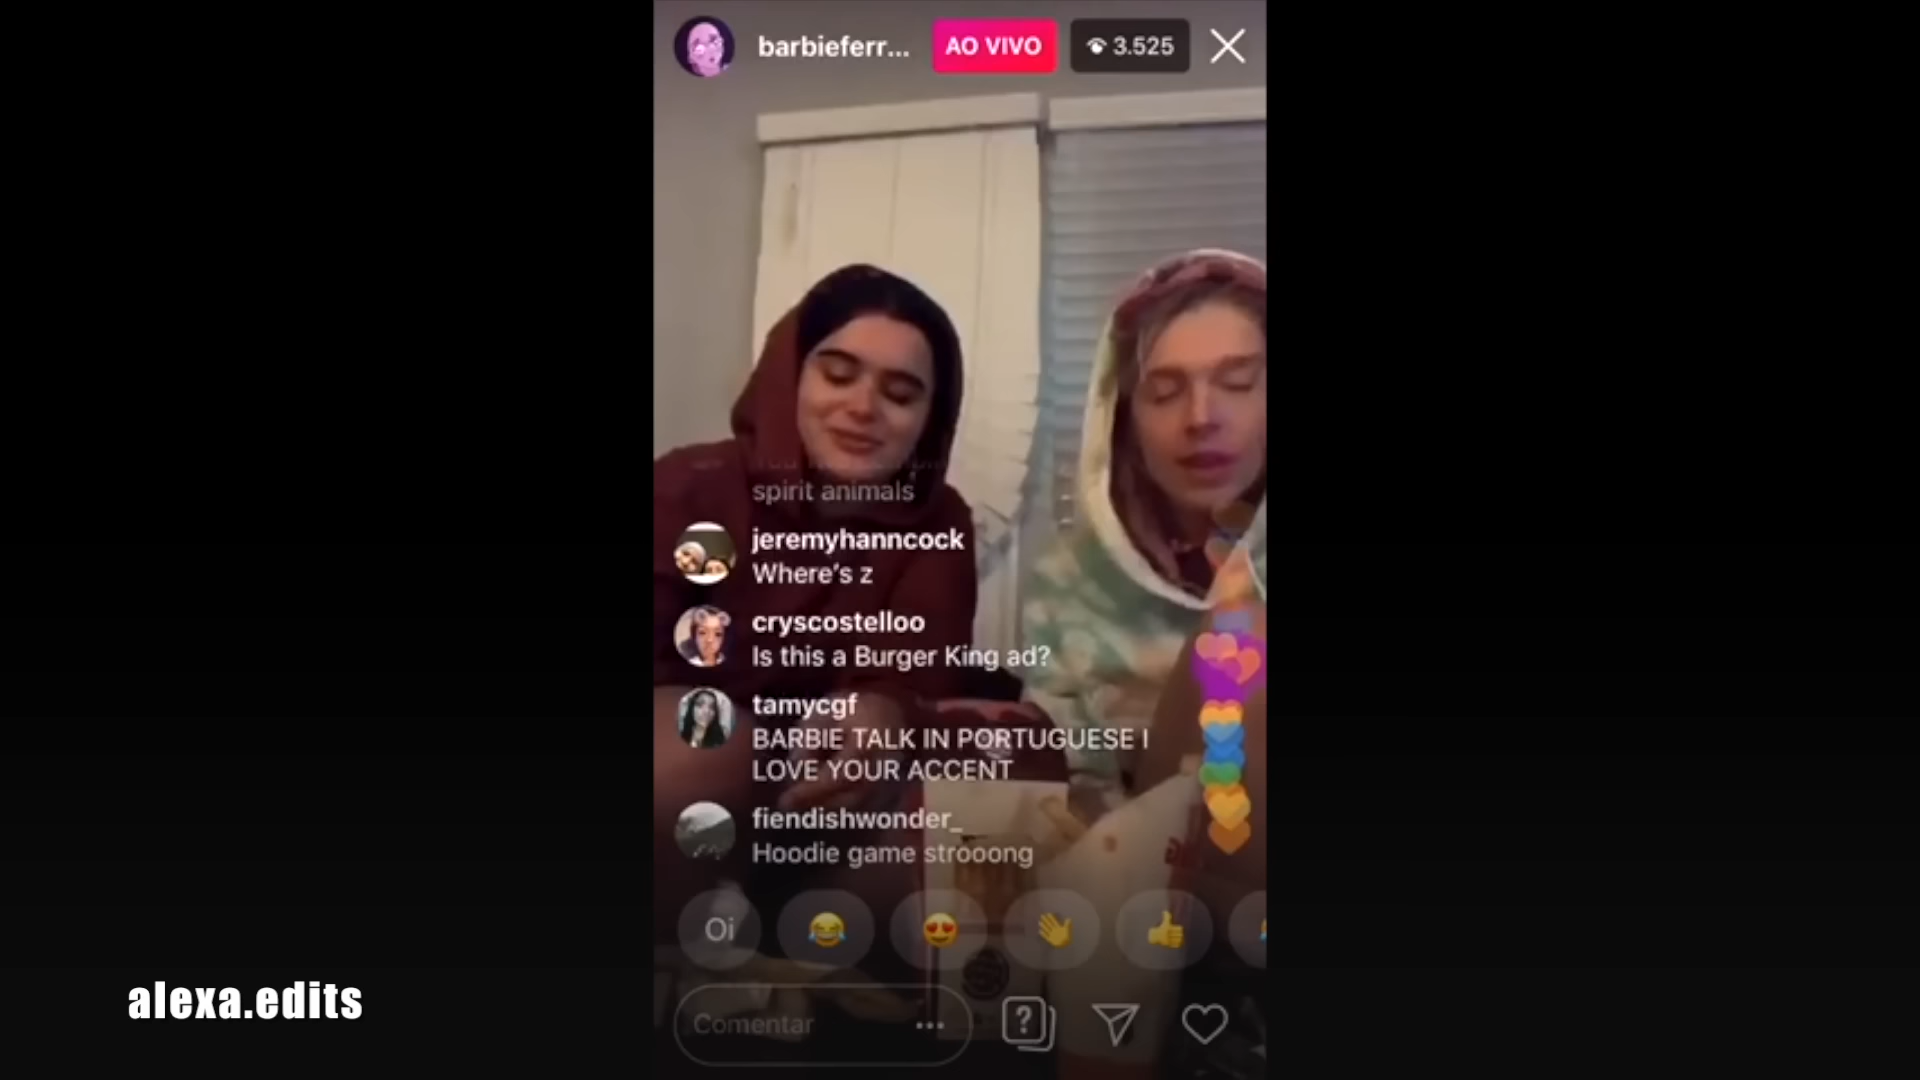 barbieferr...
AO VIVO
3.525
spirit animals
jeremyhanncock
Where's z
cryscostelloo
Is this a Burger King ad?
tamycgf
BARBIE TALK IN PORTUGUESE I
LOVE YOUR ACCENT
fiendishwonder_
Hoodie game strooong
Oi
Comentar
alexa.edits